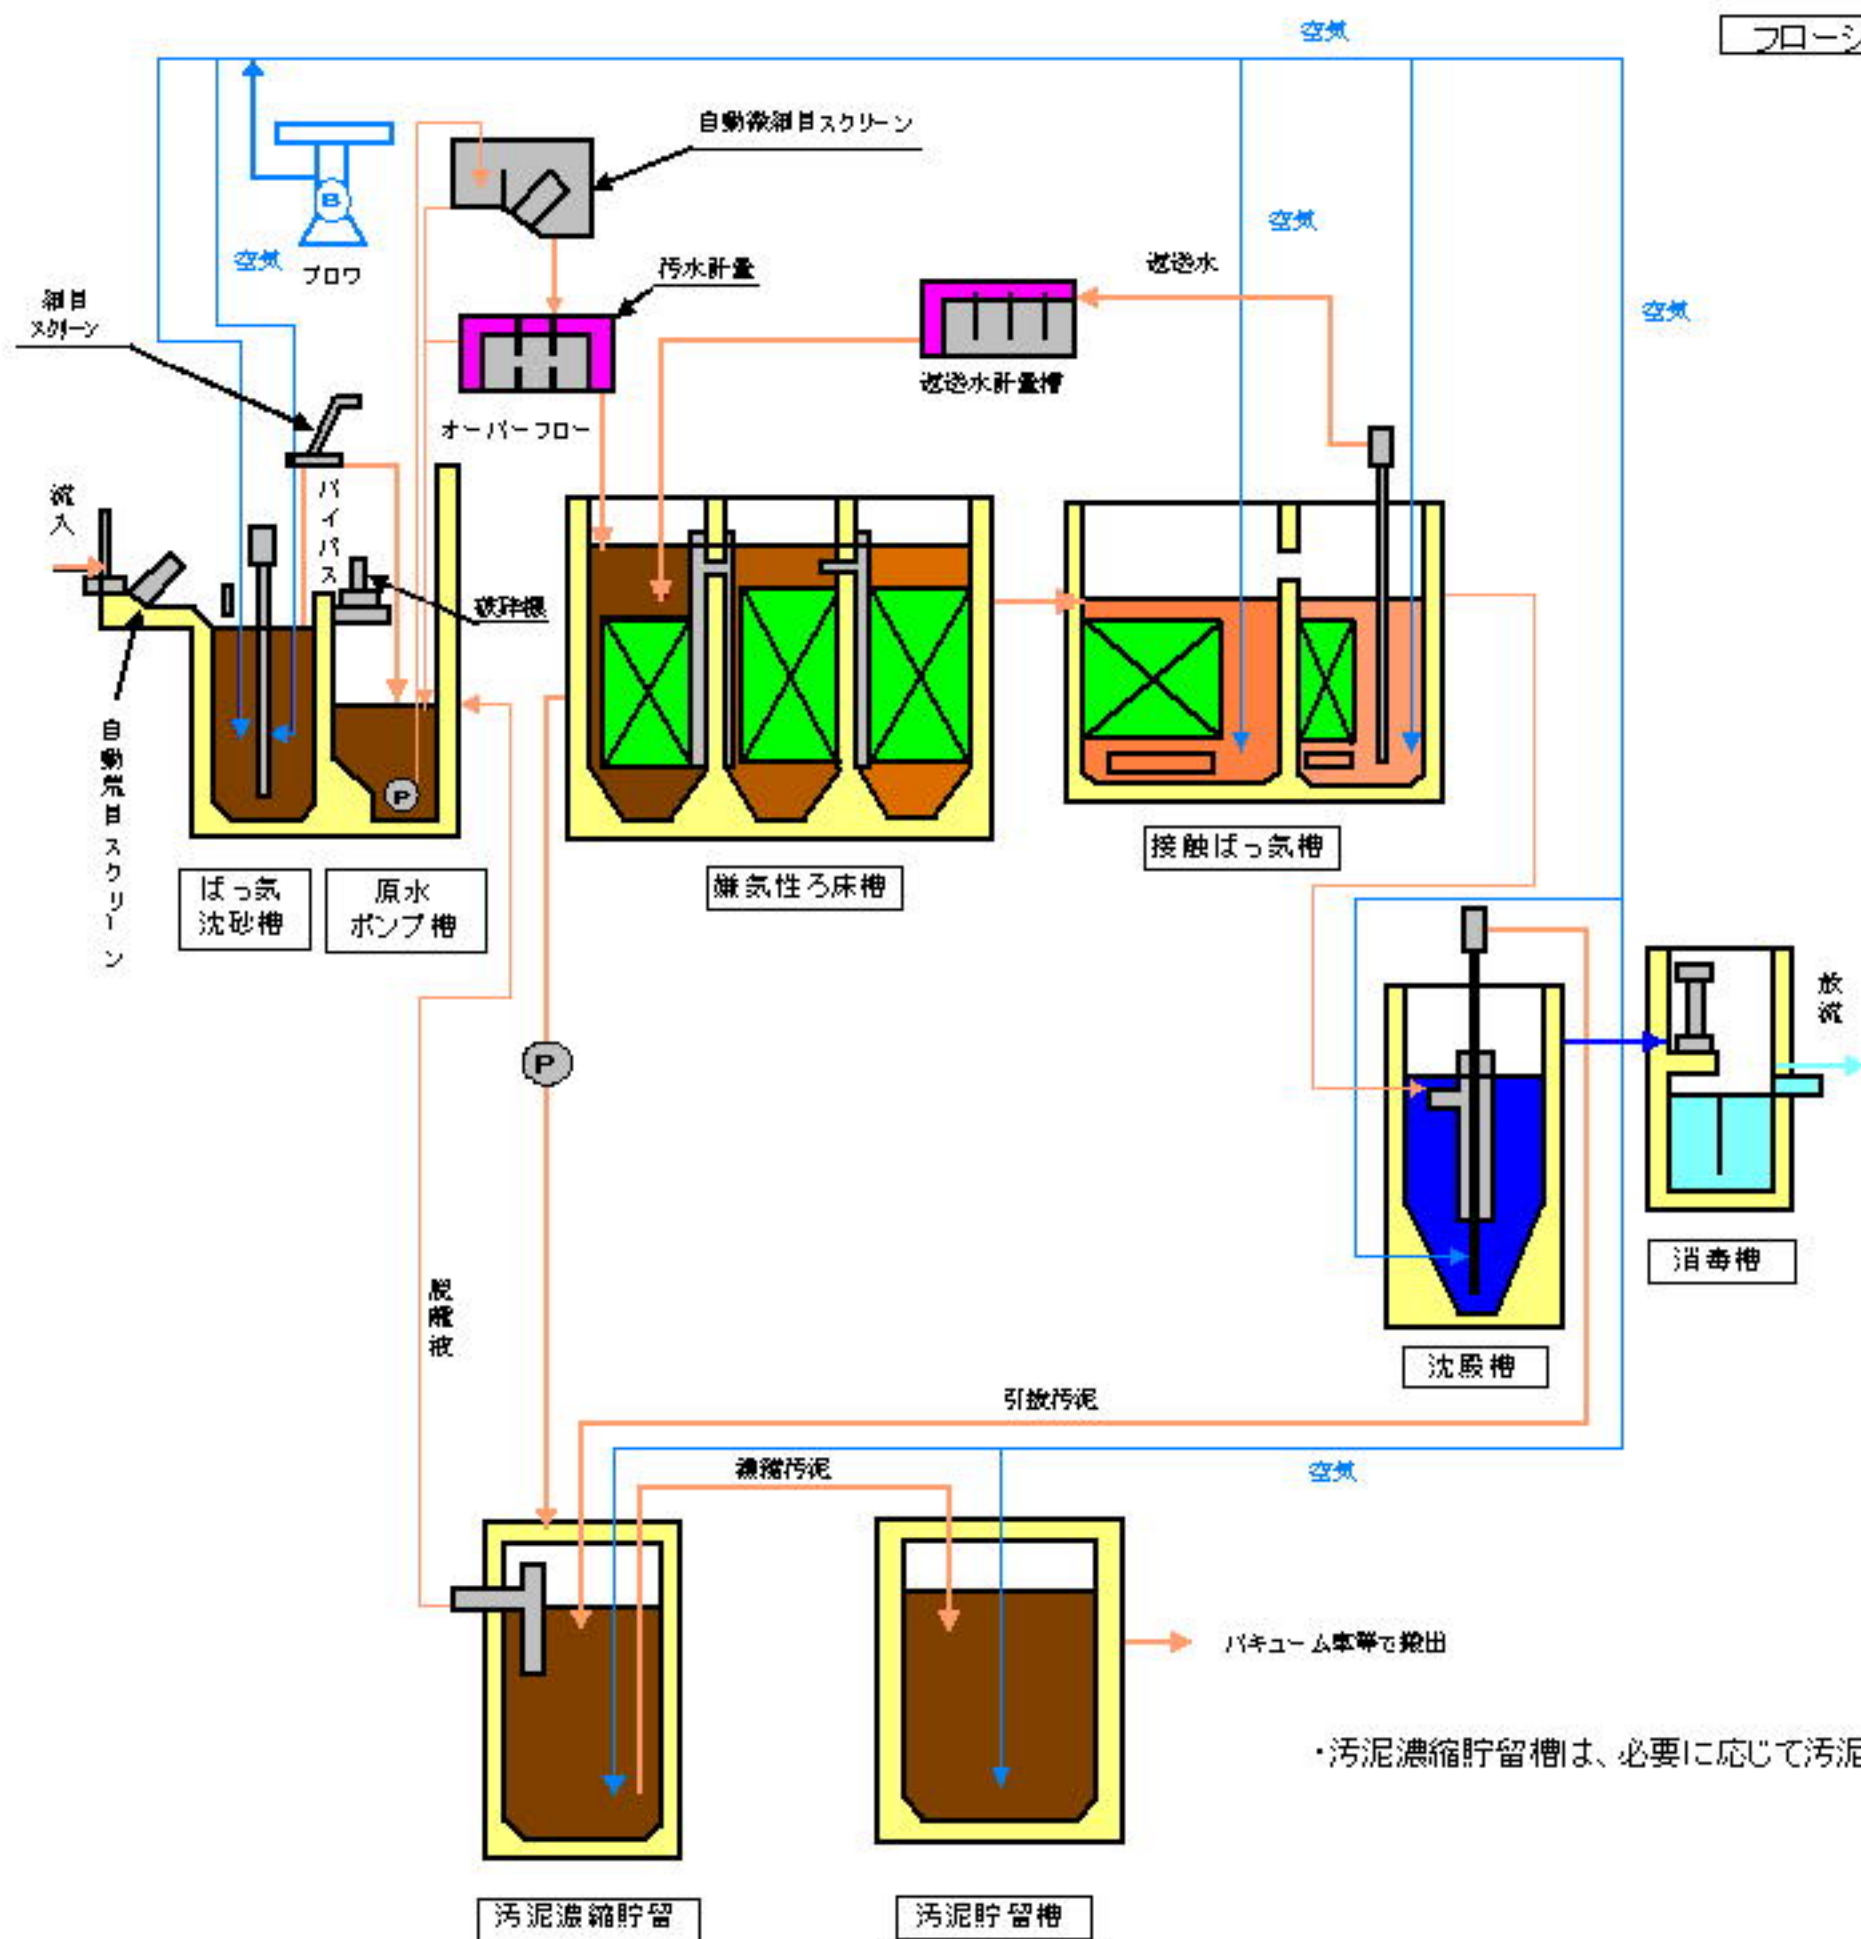 空気
フローシ
自動微細目スクリーン
空気
返送水
空気
ブロワ
汚水計量
細目
スクリーン
空気
返送水計量槽
オーバーフロー
流入
バイパス
破砕機
自動荒目スクリーン
接触ばっ気槽
ばっ気
沈砂槽
原水
ポンプ槽
嫌気性ろ床槽
放流
消毒槽
脱離液
沈殿槽
引抜汚泥
濃縮汚泥
空気
バキューム車等で搬出
・汚泥濃縮貯留槽は、必要に応じて汚泥
汚泥濃縮貯留
汚泥貯留槽
B
P
P